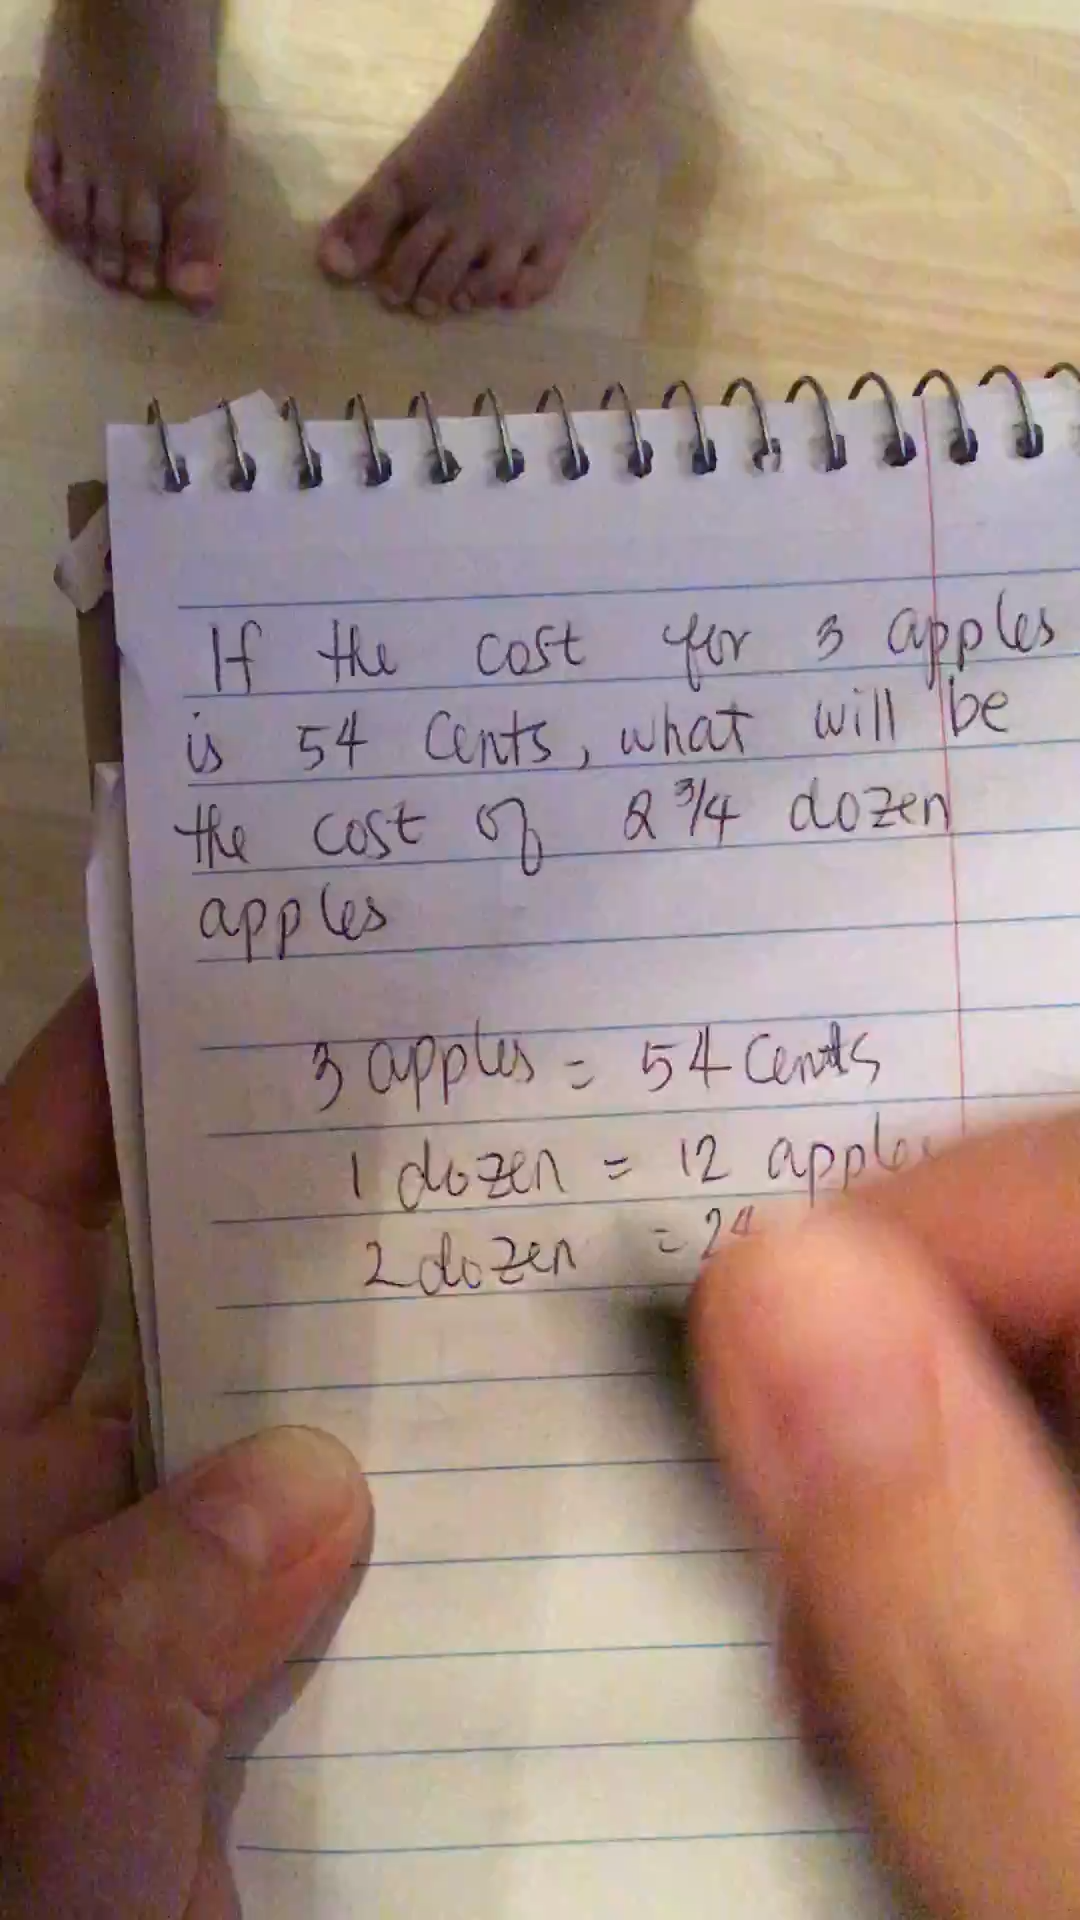 If the cost for 3 apples
is 54 Cents, what will be
the cost of 2 3/4 dozen
apples
3 apples = 54 Cents
1 dozen = 12
2 dozen = 24